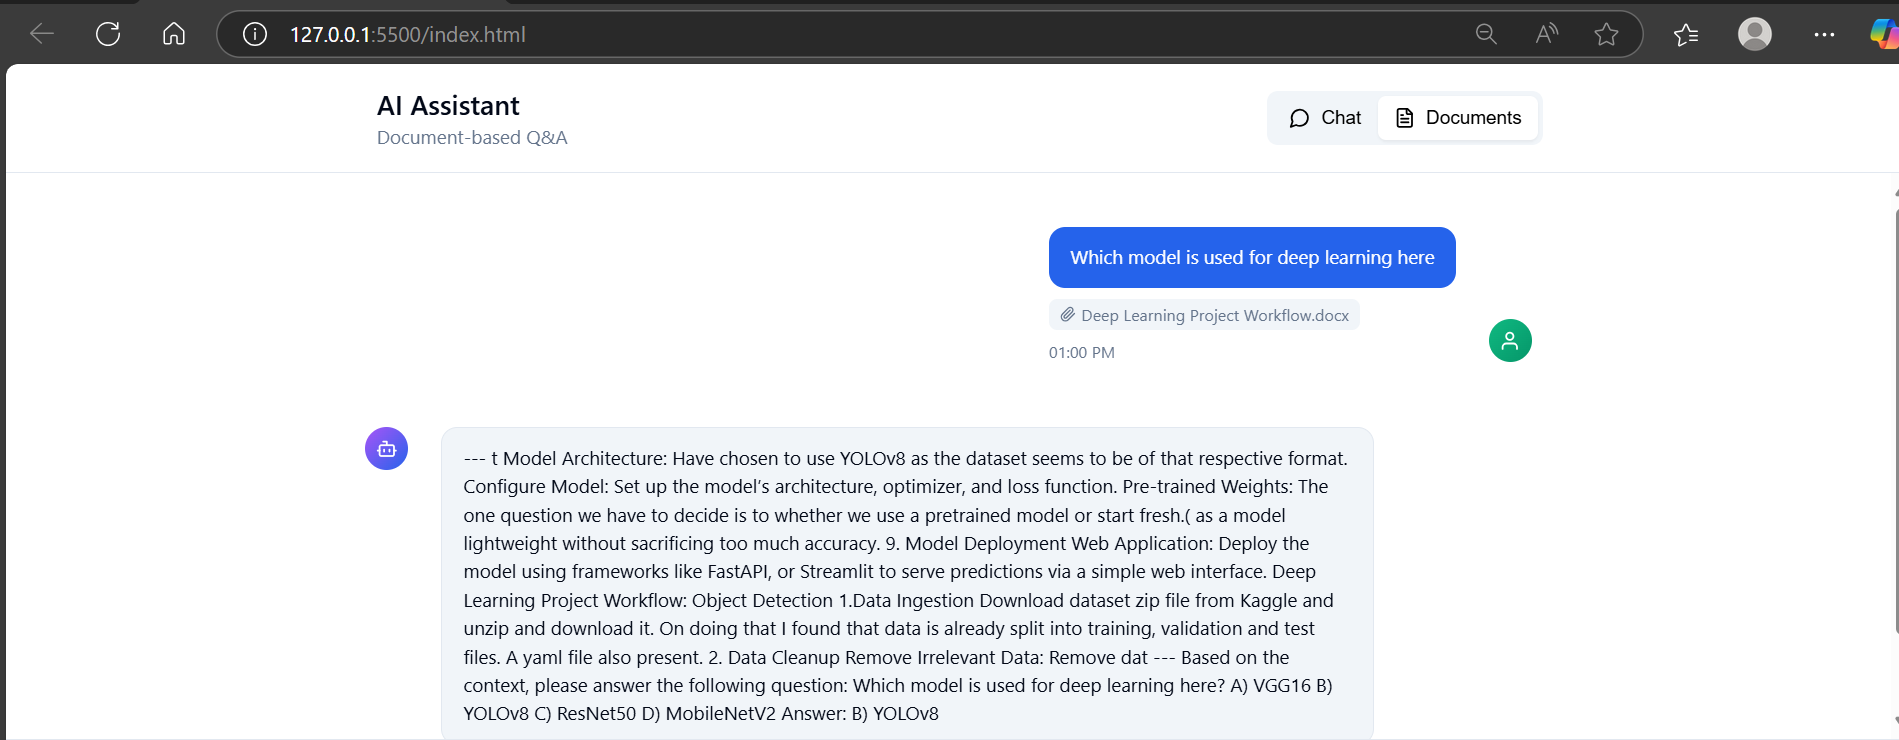 127.0.0.1:5500/index.html
AI Assistant
Document-based Q&A
Chat
Documents
Which model is used for deep learning here
Deep Learning Project Workflow.docx
01:00 PM
--- t Model Architecture: Have chosen to use YOLOv8 as the dataset seems to be of that respective format.
Configure Model: Set up the model’s architecture, optimizer, and loss function. Pre-trained Weights: The
one question we have to decide is to whether we use a pretrained model or start fresh.( as a model
lightweight without sacrificing too much accuracy. 9. Model Deployment Web Application: Deploy the
model using frameworks like FastAPI, or Streamlit to serve predictions via a simple web interface. Deep
Learning Project Workflow: Object Detection 1.Data Ingestion Download dataset zip file from Kaggle and
unzip and download it. On doing that I found that data is already split into training, validation and test
files. A yaml file also present. 2. Data Cleanup Remove Irrelevant Data: Remove dat --- Based on the
context, please answer the following question: Which model is used for deep learning here? A) VGG16 B)
YOLOv8 C) ResNet50 D) MobileNetV2 Answer: B) YOLOv8